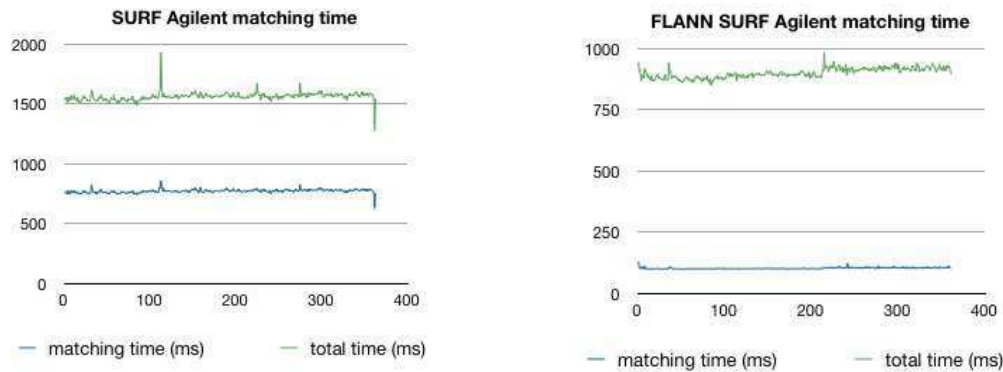 SURF Agilent matching time
2000
1500
1000
500
0
0 100 200 300 400
matching time (ms) total time (ms)
FLANN SURF Agilent matching time
1000
750
500
250
0
0 100 200 300 400
matching time (ms) total time (ms)